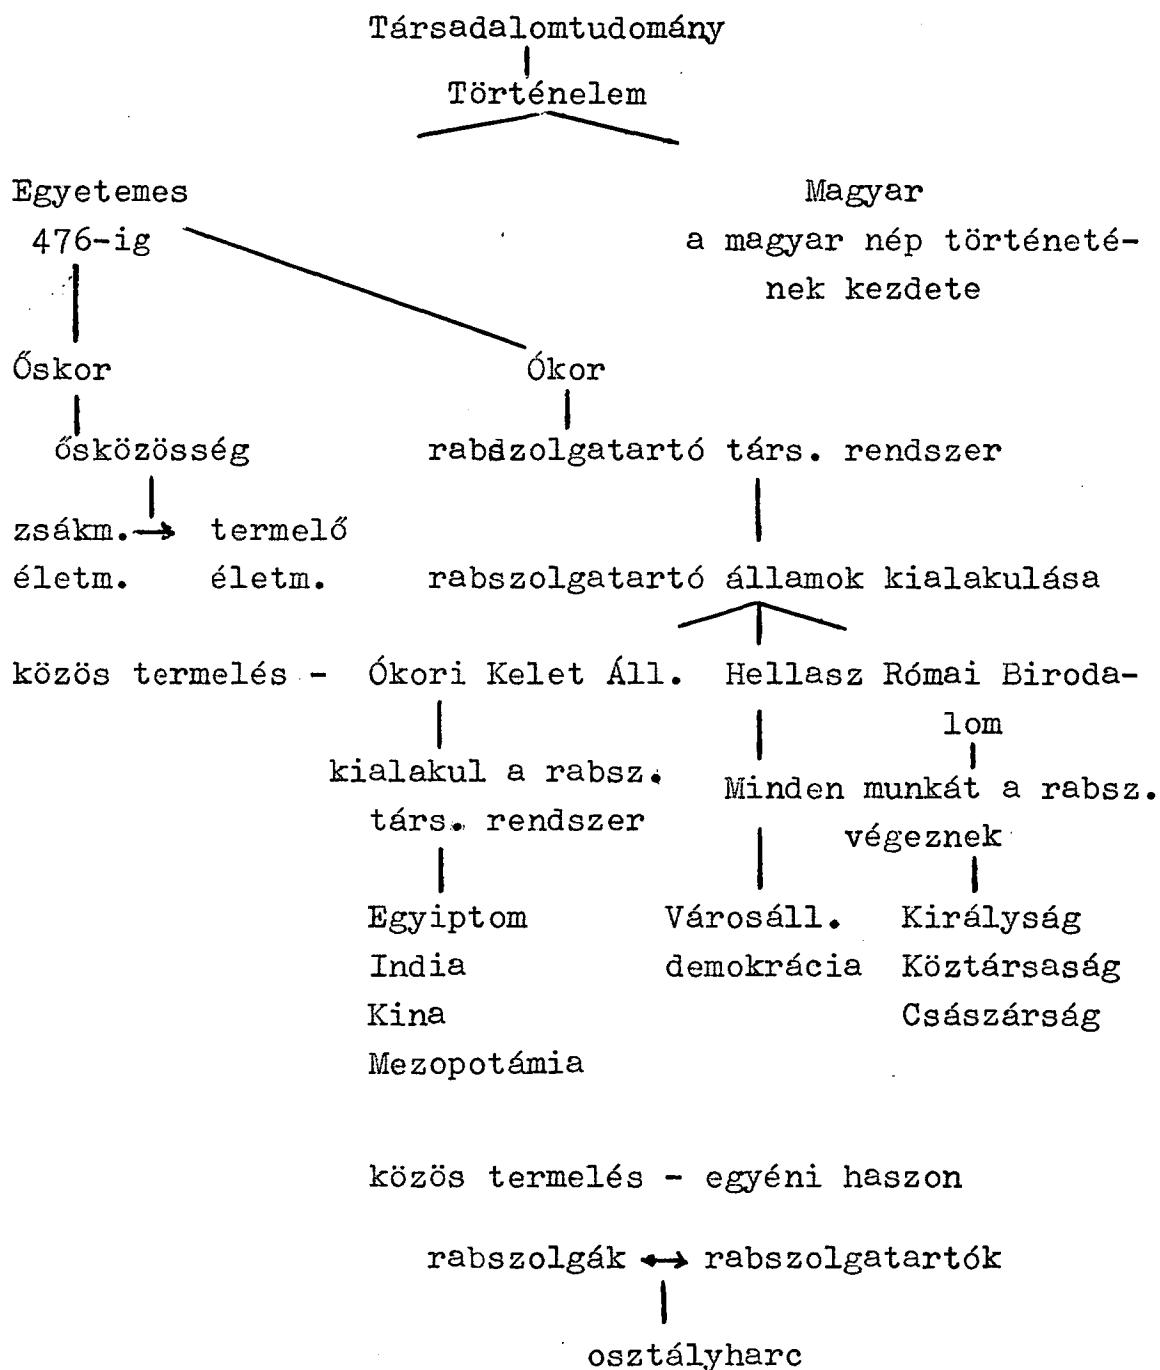 Társadalomtudomány
Történelem
Egyetemes Magyar
476-ig a magyar nép történeté-
nek kezdete
Őskor Ókor
ősközösség rabszolgatartó társ. rendszer
zsákm. → termelő
életm. életm. rabszolgatartó államok kialakulása
közös termelés - Ókori Kelet Áll. Hellasz Római Biroda-
lom
kialakul a rabsz. Minden munkát a rabsz.
társ. rendszer végeznek
Egyiptom Városáll. Királyság
India demokrácia Köztársaság
Kina Császárság
Mezopotámia
közös termelés - egyéni haszon
rabszolgák ↔ rabszolgatartók
osztályharc